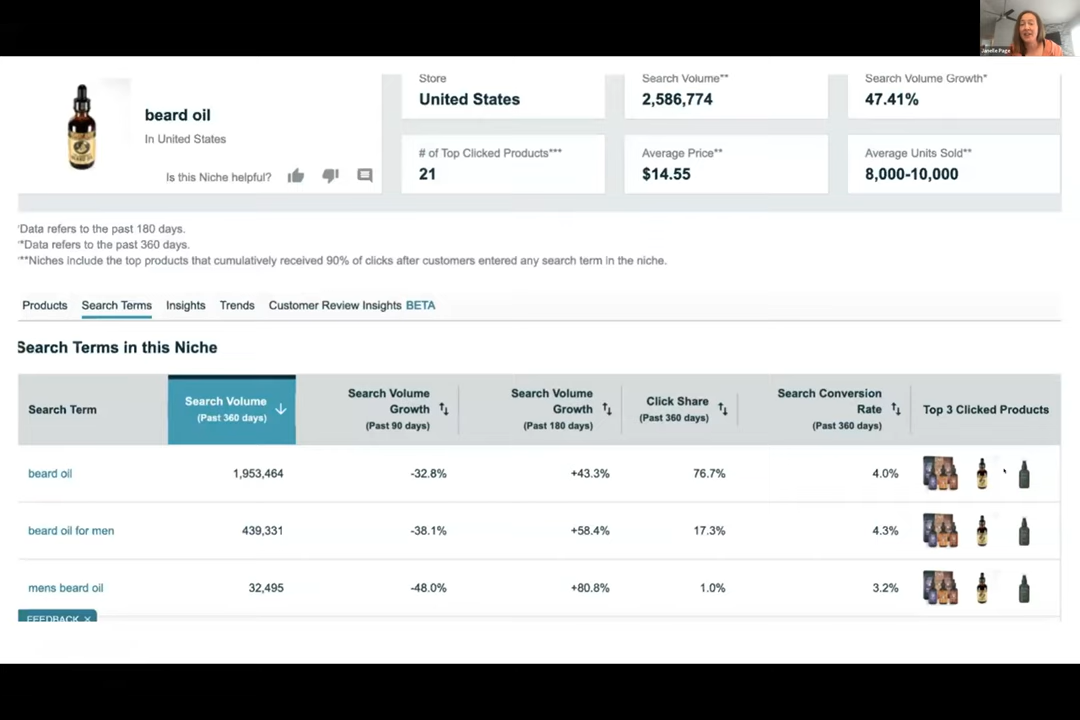 Janelle Page
Store
United States
Search Volume**
2,586,774
Search Volume Growth*
47.41%
beard oil
In United States
Is this Niche helpful?
# of Top Clicked Products***
21
Average Price**
$14.55
Average Units Sold**
8,000-10,000
*Data refers to the past 180 days.
**Data refers to the past 360 days.
***Niches include the top products that cumulatively received 90% of clicks after customers entered any search term in the niche.
Products Search Terms Insights Trends Customer Review Insights BETA
Search Terms in this Niche
Search Term
Search Volume
(Past 360 days)
Search Volume
Growth
(Past 90 days)
Search Volume
Growth
(Past 180 days)
Click Share
(Past 360 days)
Search Conversion
Rate
(Past 360 days)
Top 3 Clicked Products
beard oil 1,953,464 -32.8% +43.3% 76.7% 4.0%
beard oil for men 439,331 -38.1% +58.4% 17.3% 4.3%
mens beard oil 32,495 -48.0% +80.8% 1.0% 3.2%
FEEDBACK ×